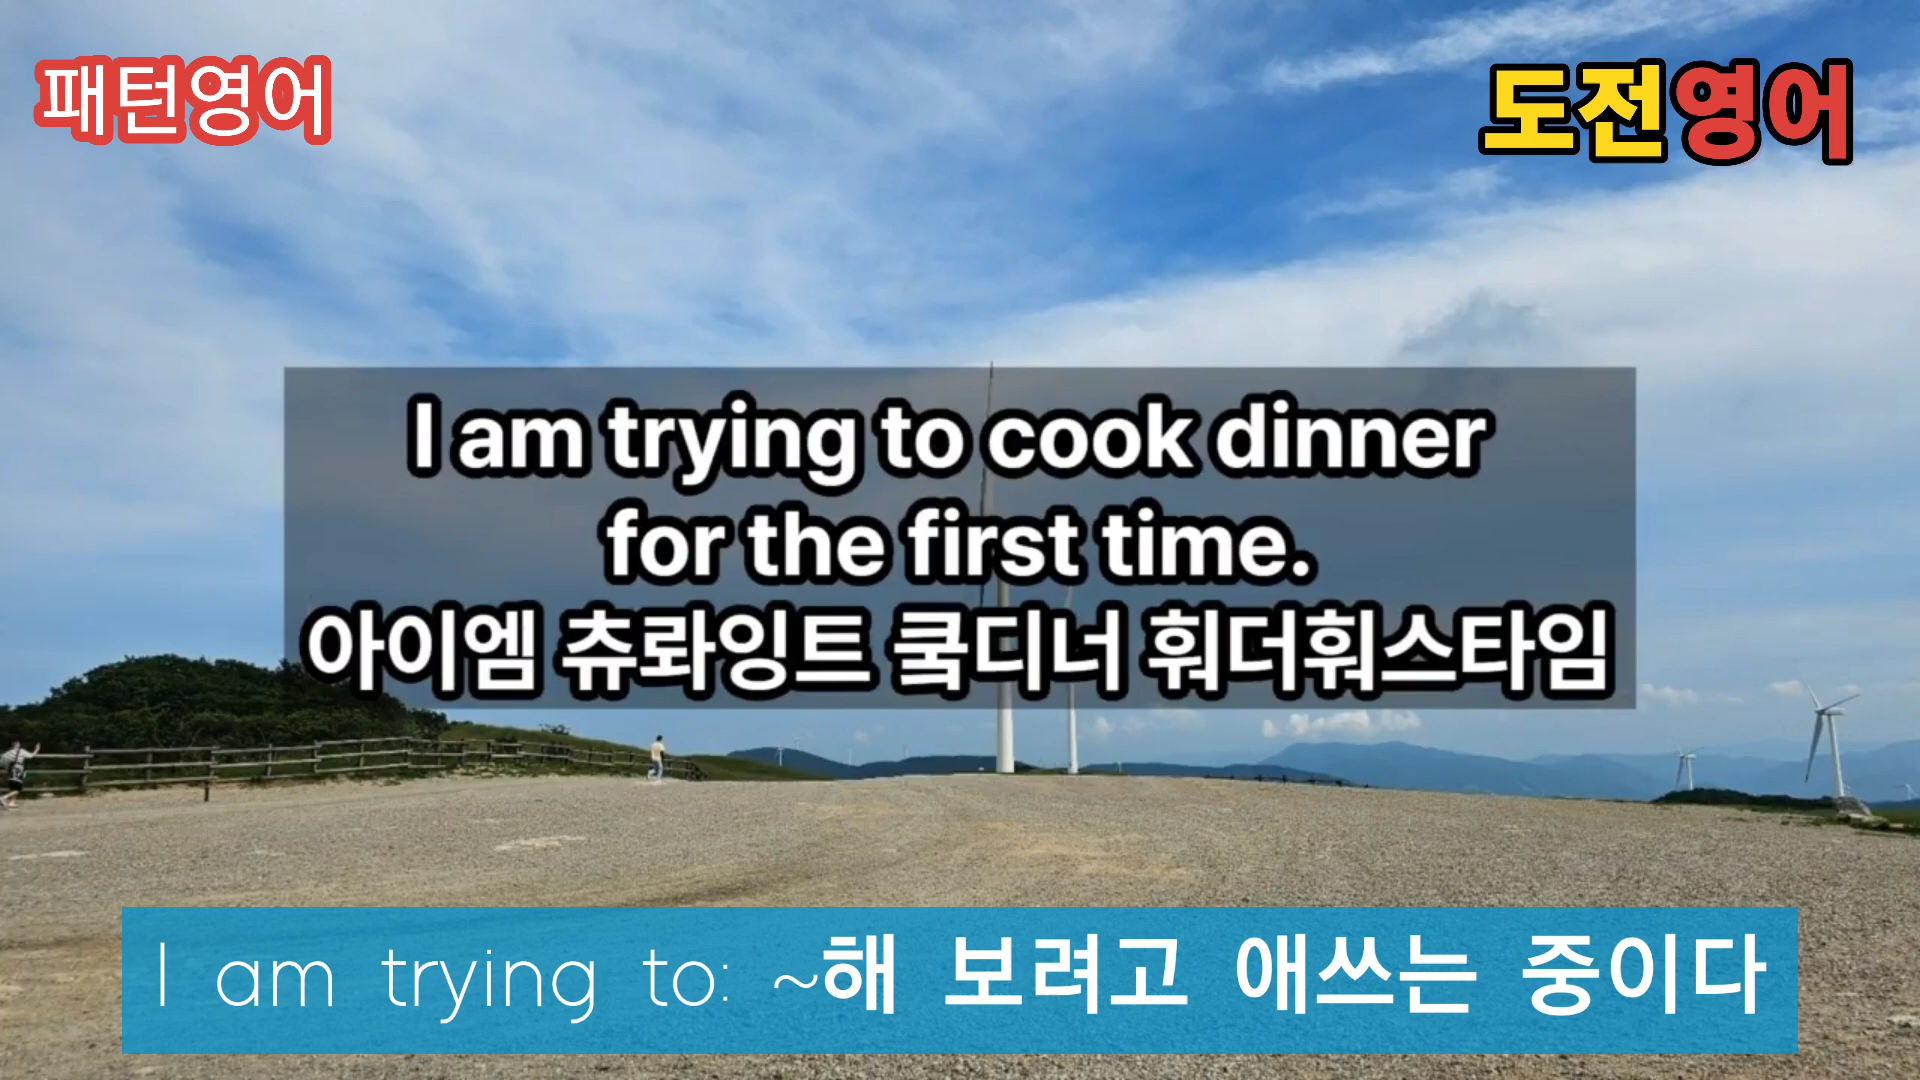 패턴영어
도전영어
I am trying to cook dinner
for the first time.
아이엠 츄롸잉트 쿸디너 훠더훠스타임
I am trying to: ~해 보려고 애쓰는 중이다